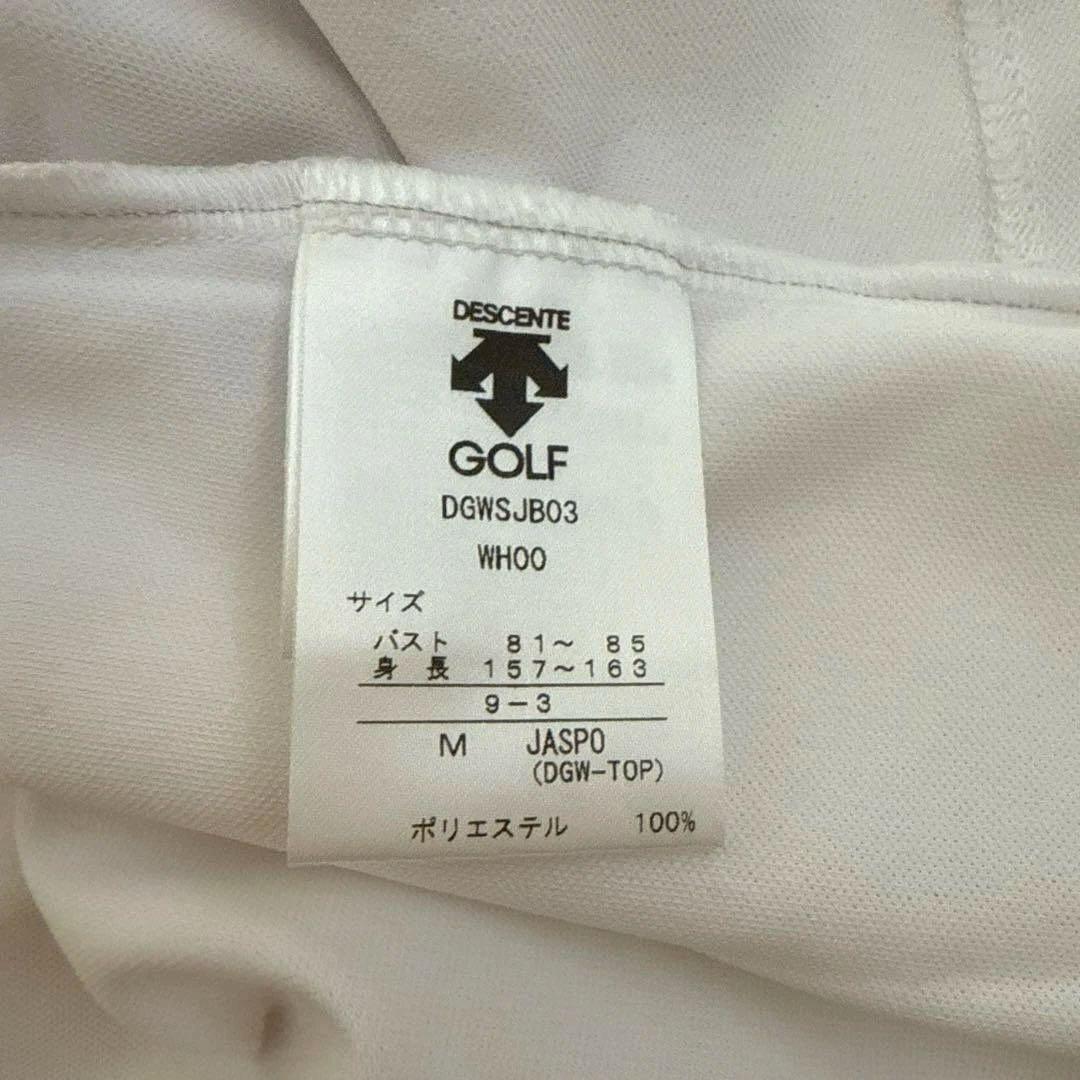 DESCENTE
GOLF
DGWSJB03
WH00
サイズ
バスト 81〜 85
身長 157〜163
9-3
M JASPO
(DGW-TOP)
ポリエステル 100%